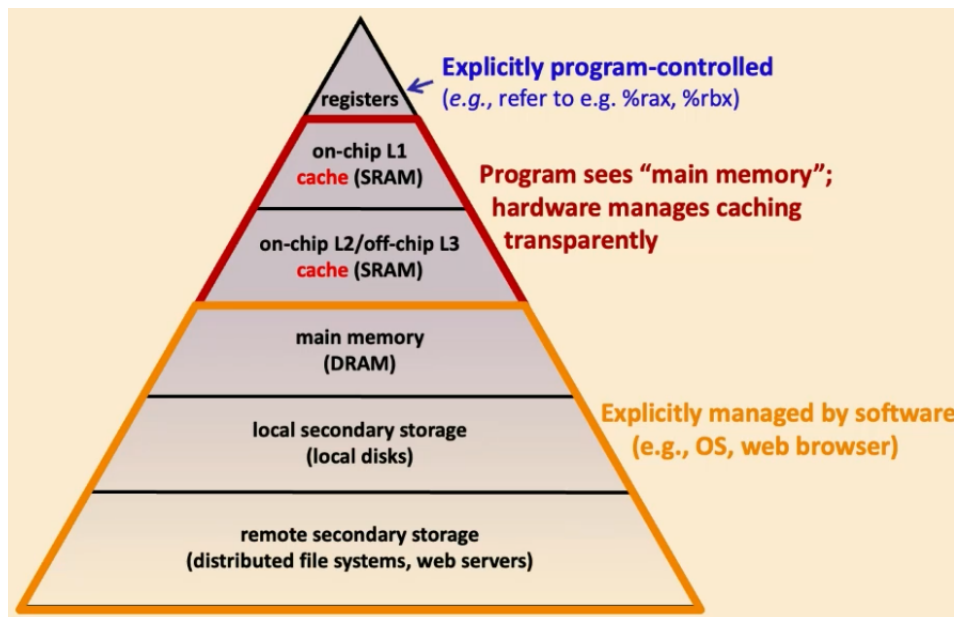 Explicitly program-controlled
(e.g., refer to e.g. %rax, %rbx)
registers
on-chip L1
cache (SRAM)
Program sees “main memory”;
hardware manages caching
transparently
on-chip L2/off-chip L3
cache (SRAM)
main memory
(DRAM)
Explicitly managed by software
(e.g., OS, web browser)
local secondary storage
(local disks)
remote secondary storage
(distributed file systems, web servers)